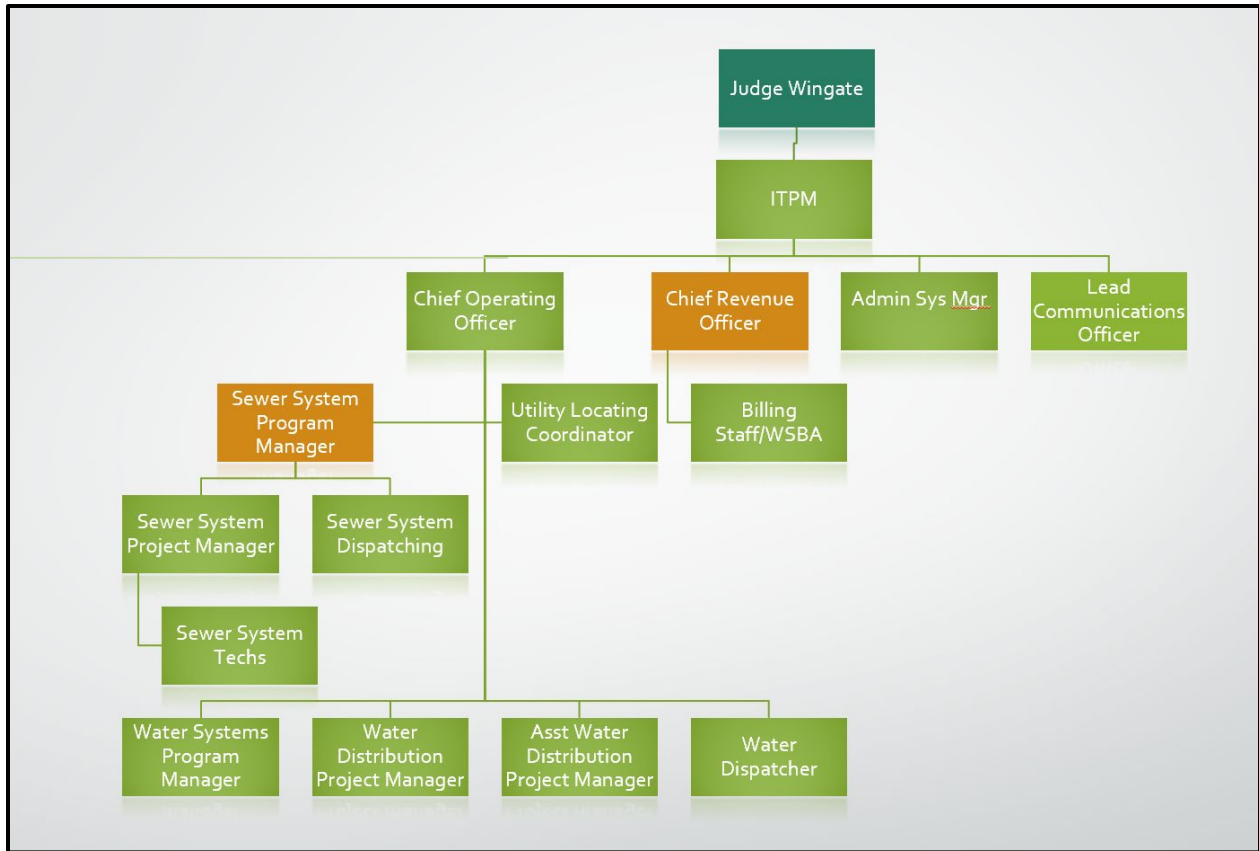 Judge Wingate
ITPM
Chief Operating
Officer
Chief Revenue
Officer
Admin Sys Mgr
Lead
Communications
Officer
Sewer System
Program
Manager
Utility Locating
Coordinator
Billing
Staff/WSBA
Sewer System
Project Manager
Sewer System
Dispatching
Sewer System
Techs
Water Systems
Program
Manager
Water
Distribution
Project Manager
Asst Water
Distribution
Project Manager
Water
Dispatcher